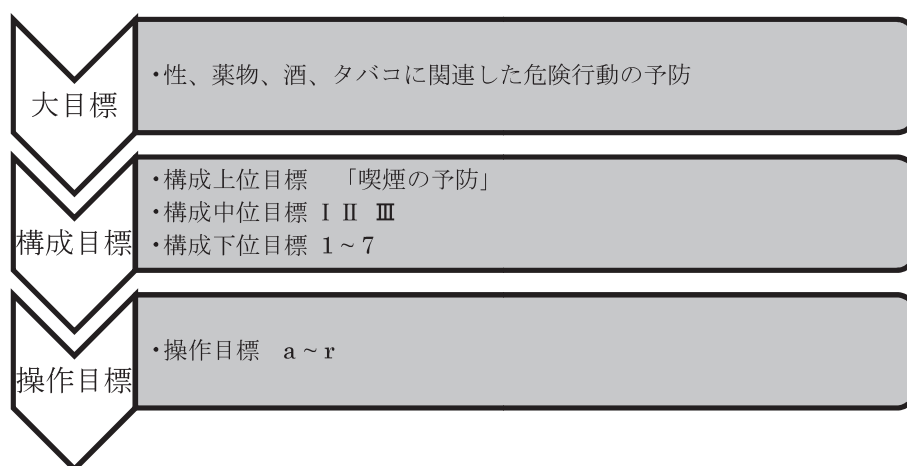 大目標
・性、薬物、酒、タバコに関連した危険行動の予防
構成目標
・構成上位目標　「喫煙の予防」
・構成中位目標 Ⅰ Ⅱ Ⅲ
・構成下位目標 1～7
操作目標
・操作目標　a～r